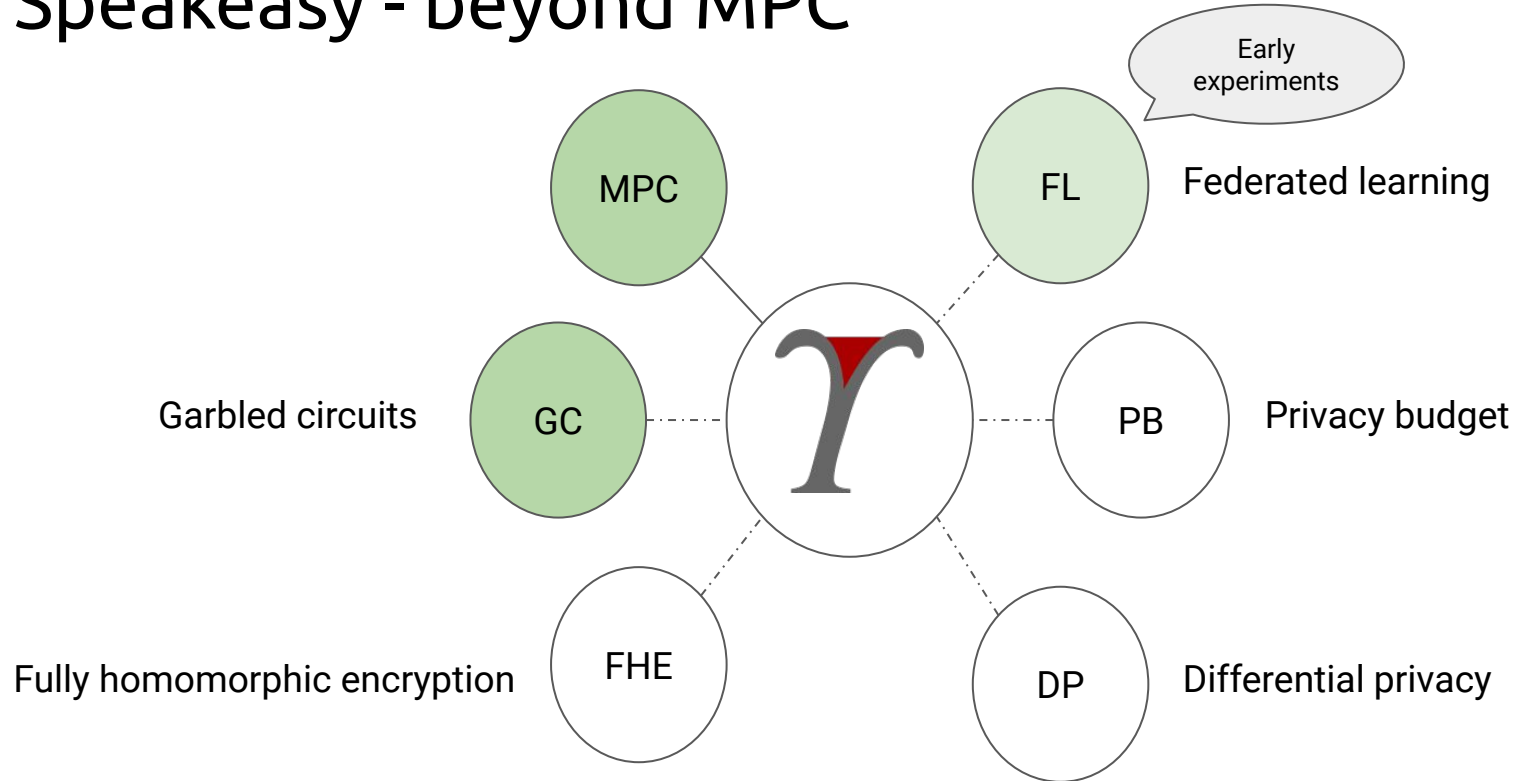 Speakeasy - beyond MPC
Early
experiments
MPC
FL
Federated learning
Garbled circuits
GC
PB
Privacy budget
Fully homomorphic encryption
FHE
DP
Differential privacy